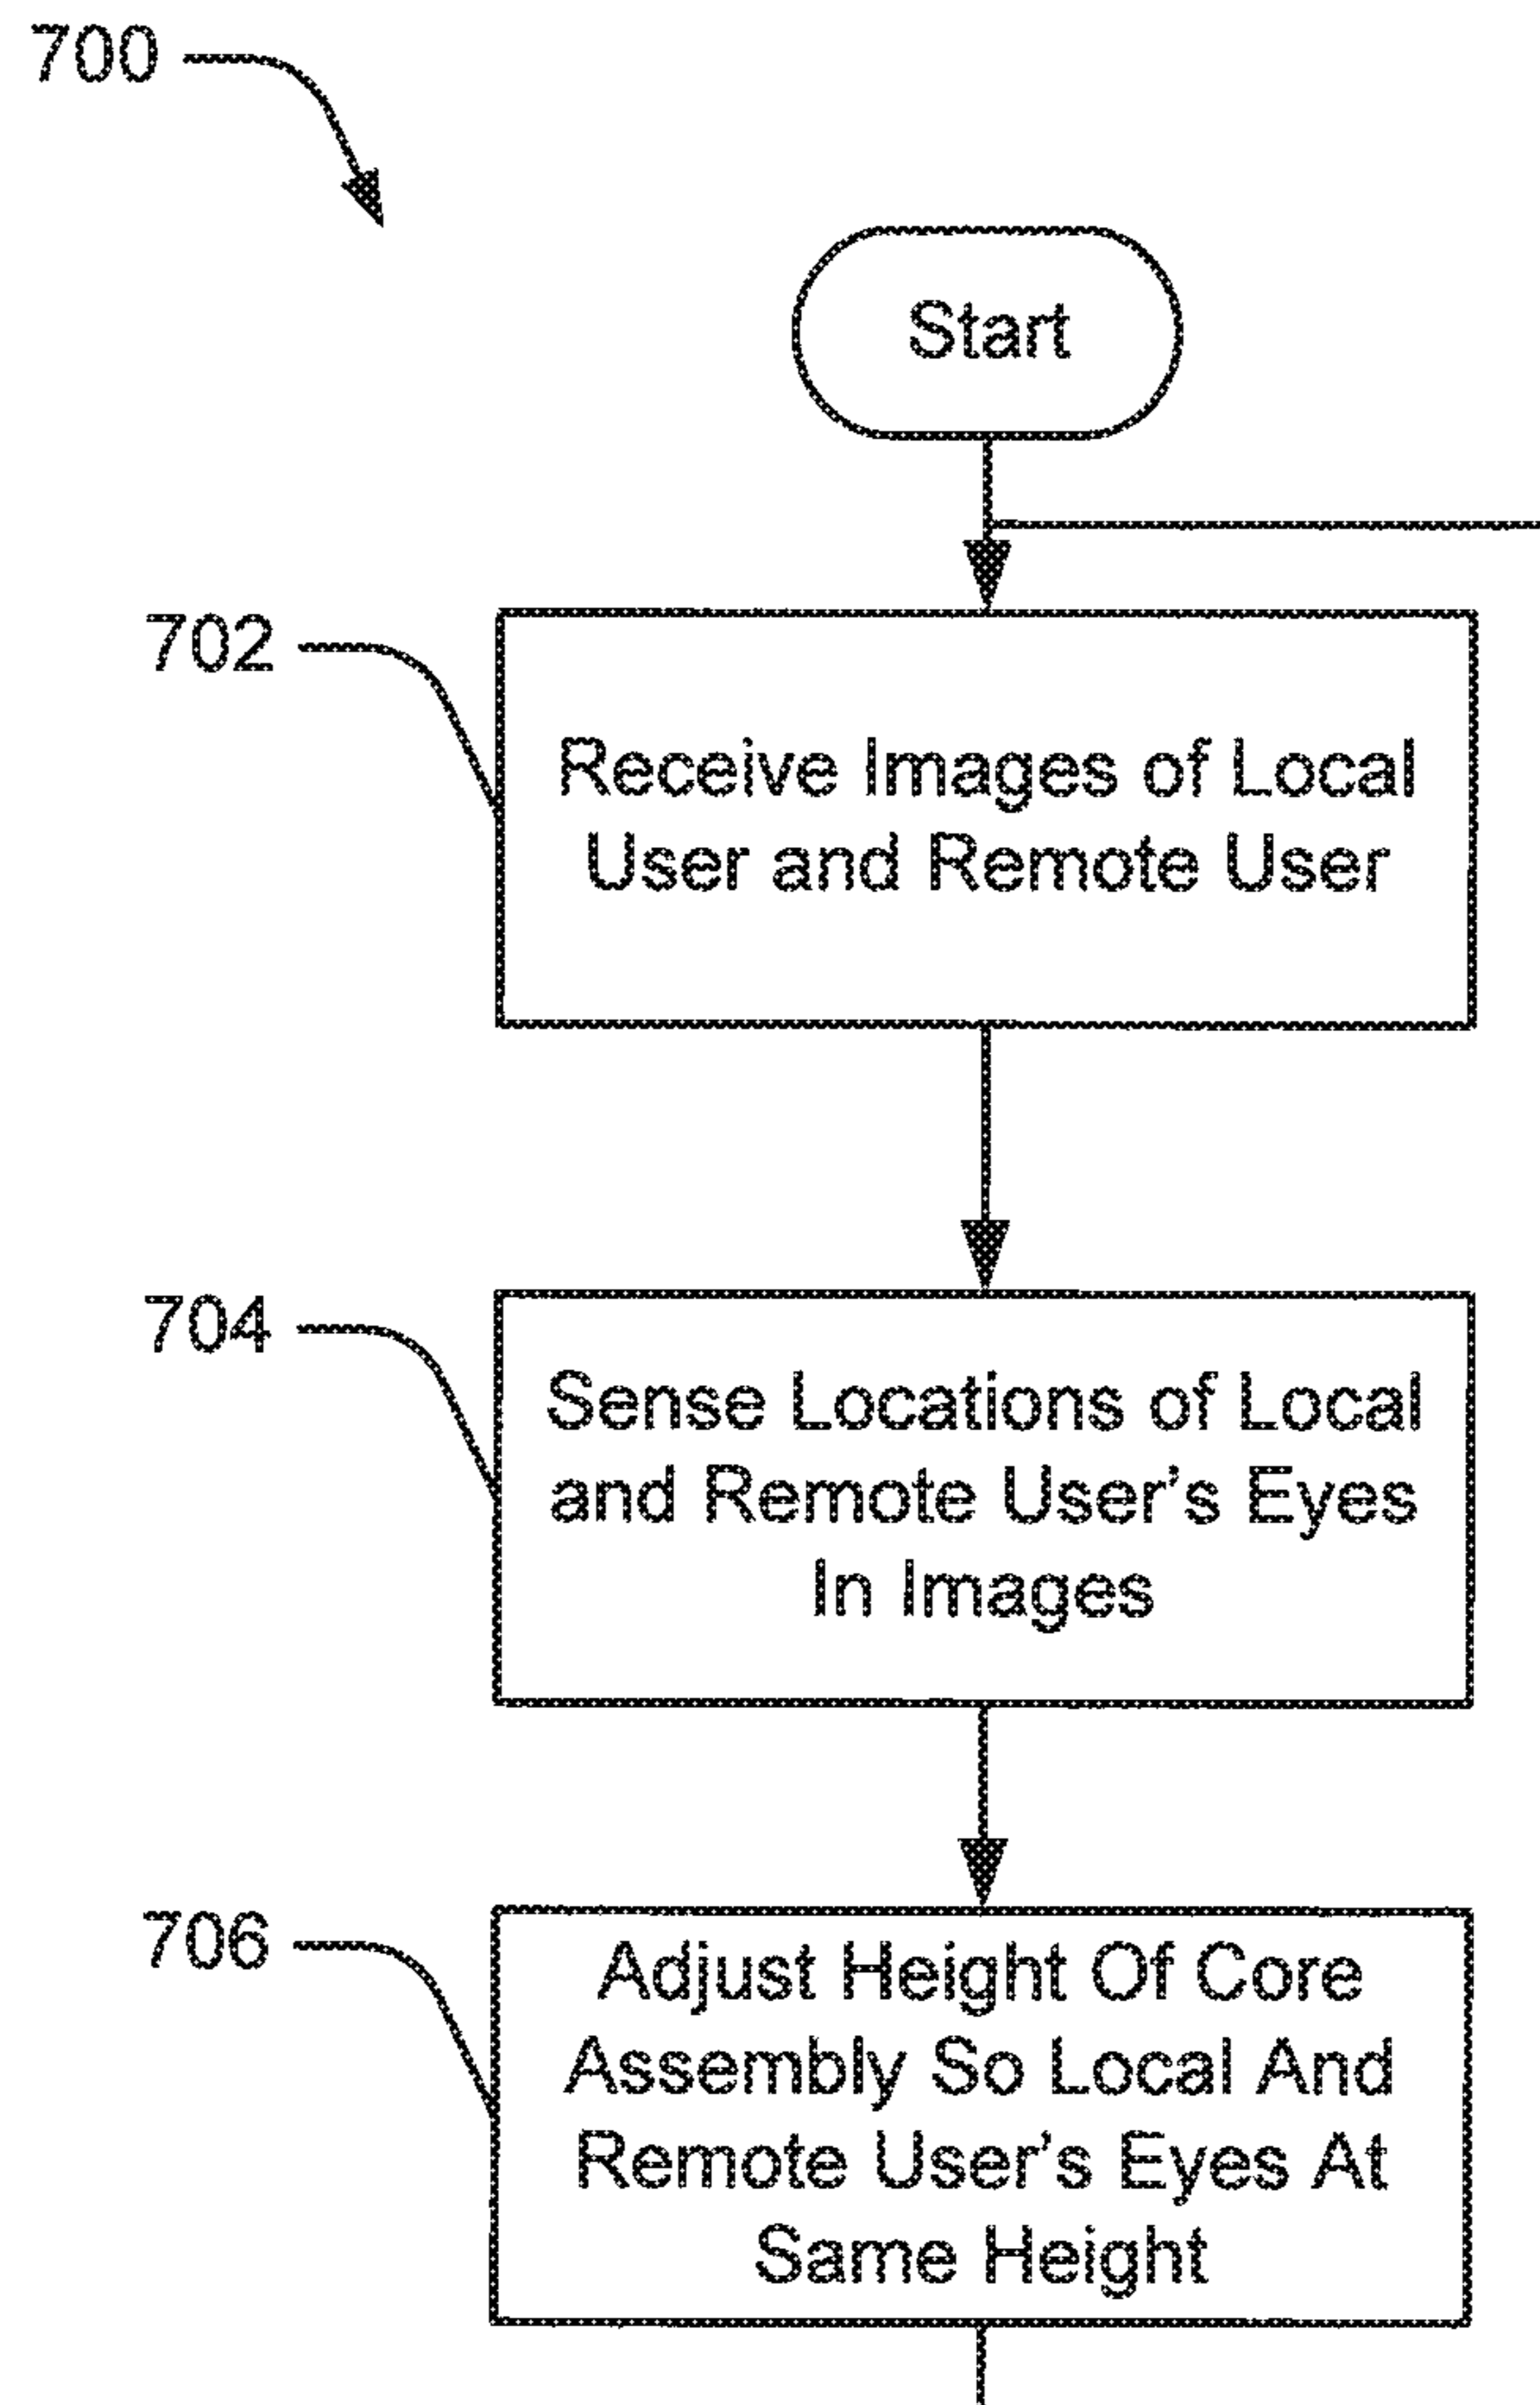 700
Start
702
Receive Images of Local
User and Remote User
704
Sense Locations of Local
and Remote User's Eyes
In Images
706
Adjust Height Of Core
Assembly So Local And
Remote User's Eyes At
Same Height